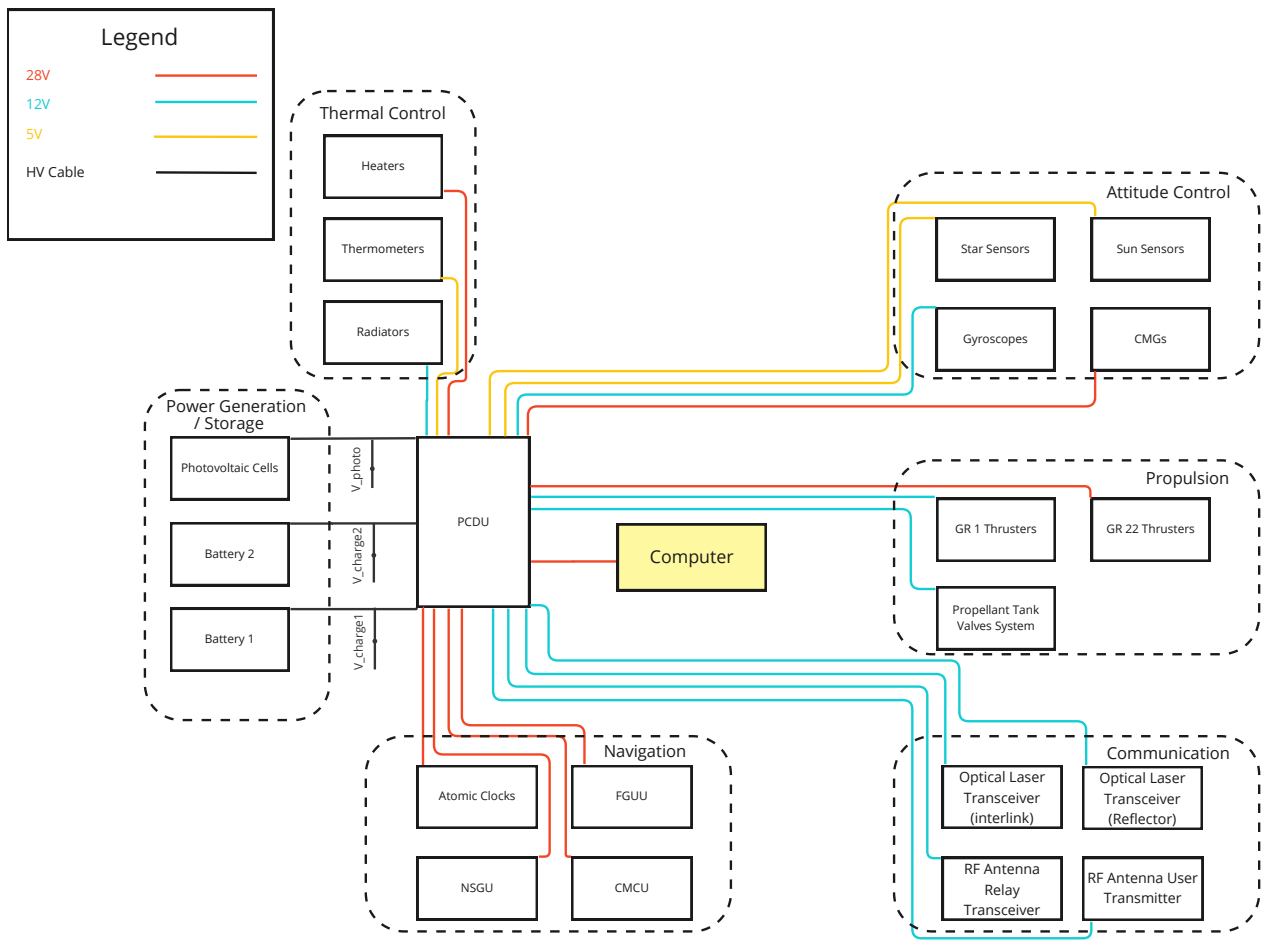 Legend
28V
12V
5V
HV Cable
Thermal Control
Heaters
Thermometers
Radiators
Attitude Control
Star Sensors
Sun Sensors
Gyroscopes
CMGs
Power Generation
/ Storage
Photovoltaic Cells
Battery 2
Battery 1
V_photo
V_charge2
V_charge1
PCDU
Computer
Propulsion
GR 1 Thrusters
GR 22 Thrusters
Propellant Tank
Valves System
Navigation
Atomic Clocks
FGUU
NSGU
CMCU
Communication
Optical Laser
Transceiver
(interlink)
Optical Laser
Transceiver
(Reflector)
RF Antenna
Relay
Transceiver
RF Antenna User
Transmitter